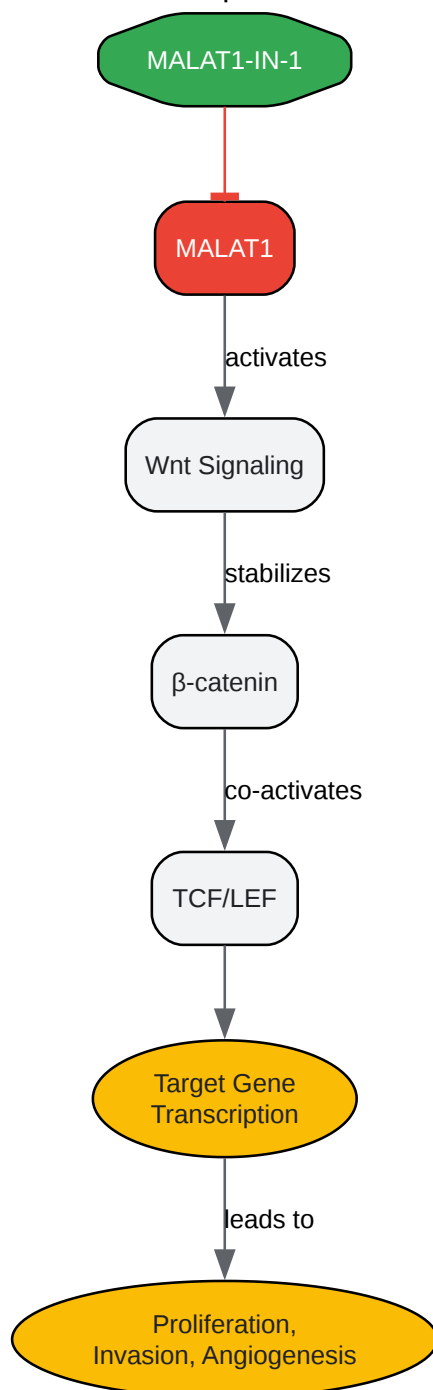 MALAT1-IN-1
MALAT1
activates
Wnt Signaling
stabilizes
β-catenin
co-activates
TCF/LEF
Target Gene
Transcription
leads to
Proliferation,
Invasion, Angiogenesis